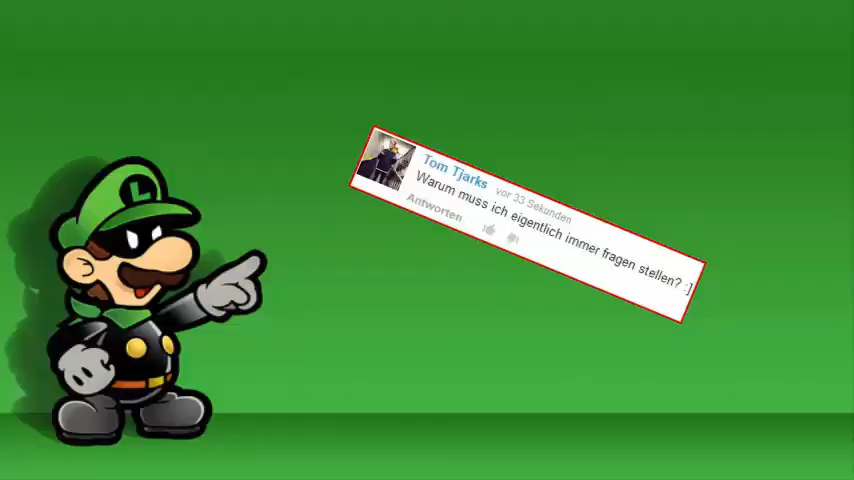 L
Tom Tjarks vor 33 Sekunden
Warum muss ich eigentlich immer fragen stellen? :]
Antworten